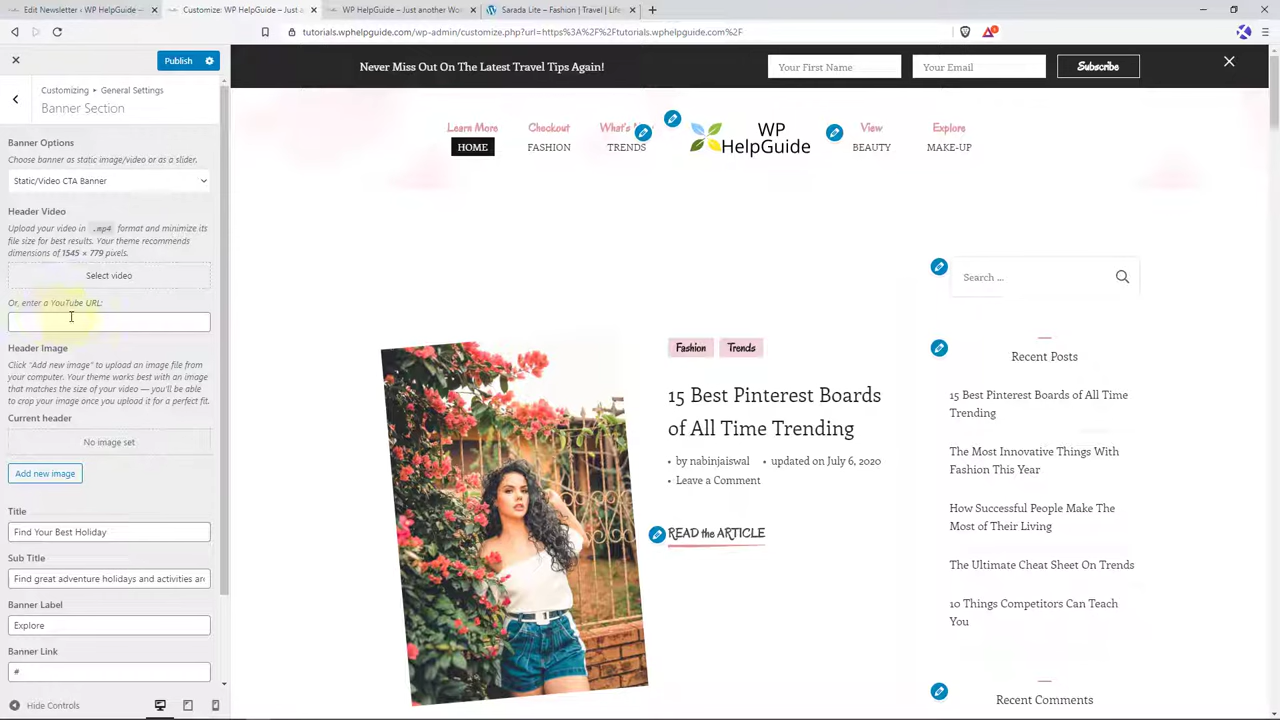 Edit Newsletter ‹ WP HelpGuide
Customize: WP HelpGuide – Just an
WP HelpGuide – Just another Wor
Sarada Lite – Fashion | Travel | Life
tutorials.wphelpguide.com/wp-admin/customize.php?url=https%3A%2F%2Ftutorials.wphelpguide.com%2F
Publish
Customizing ▸ General Settings
Banner Section
Banner Options
Choose banner as static image/video or as a slider,
Static/Video CTA Banner
Header Video
Upload your video in .mp4 format and minimize its
file size for best results. Your theme recommends
dimensions of 1545 × 779 pixels.
Select video
Or, enter a YouTube URL:
Header Image
Click "Add new image" to upload an image file from
your computer. Your theme works best with an image
that matches the size of your video — you'll be able
to crop your image once you upload it for a perfect fit.
Current header
No image set
Add new image
Title
Find Your Best Holiday
Sub Title
Find great adventure holidays and activities arc
Banner Label
Explore
Banner Link
#
Hide Controls
Never Miss Out On The Latest Travel Tips Again!
Your First Name
Your Email
Subscribe
Learn More
HOME
Checkout
FASHION
What's
TRENDS
WP
HelpGuide
View
BEAUTY
Explore
MAKE-UP
Fashion
Trends
15 Best Pinterest Boards
of All Time Trending
• by nabinjaiswal • updated on July 6, 2020
• Leave a Comment
READ the ARTICLE
Search ...
Recent Posts
15 Best Pinterest Boards of All Time
Trending
The Most Innovative Things With
Fashion This Year
How Successful People Make The
Most of Their Living
The Ultimate Cheat Sheet On Trends
10 Things Competitors Can Teach
You
Recent Comments